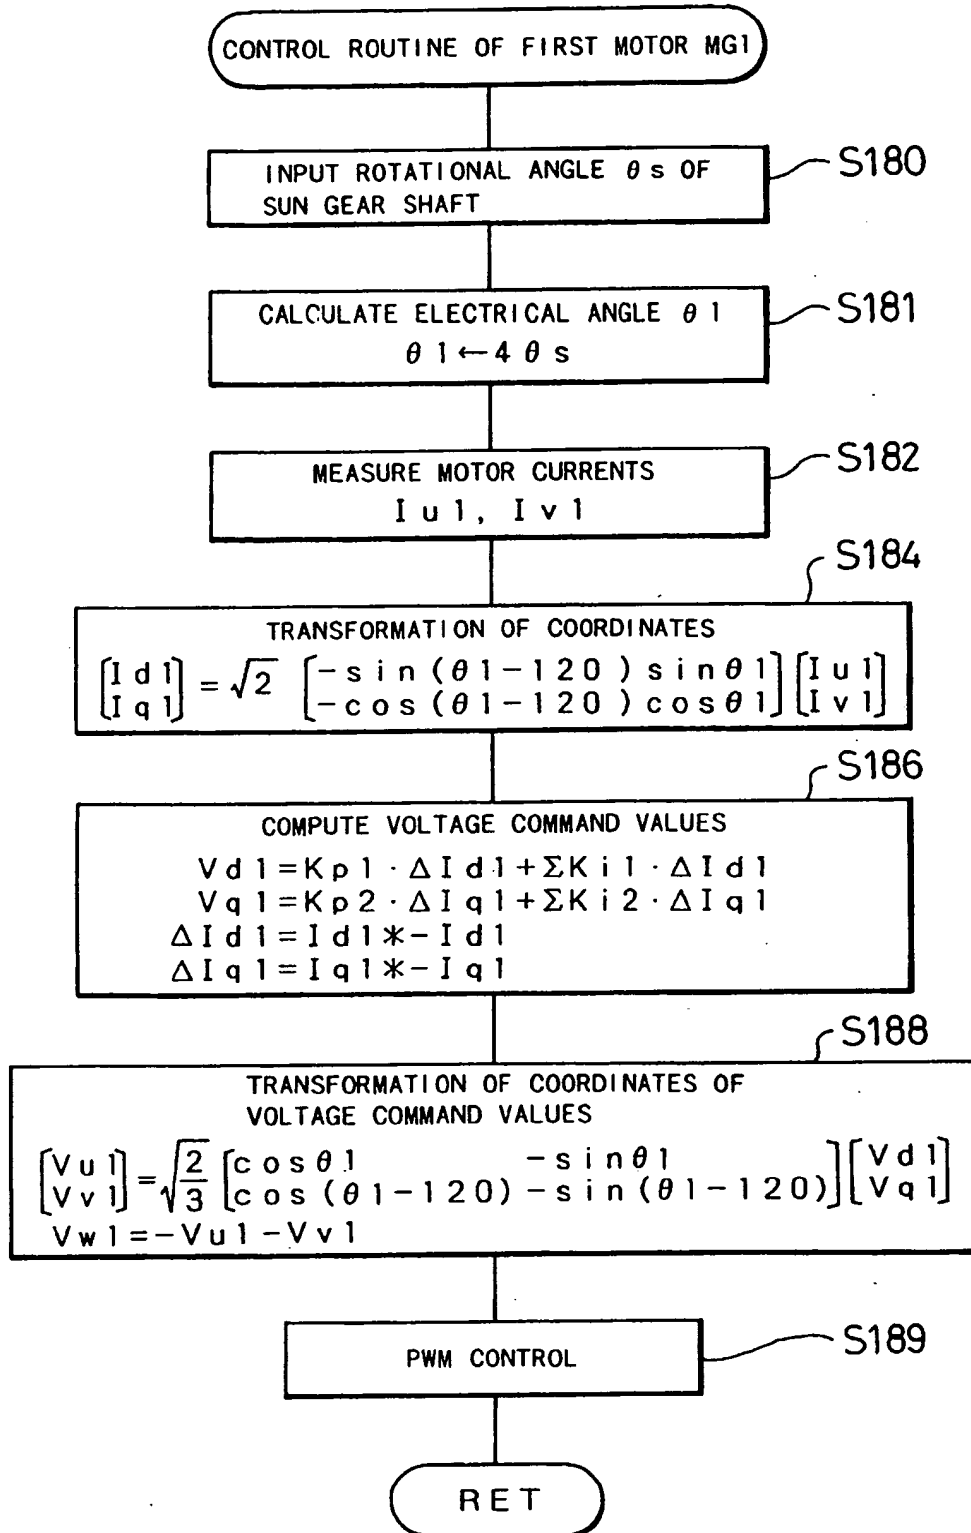 CONTROL ROUTINE OF FIRST MOTOR MG1
INPUT ROTATIONAL ANGLE θs OF
SUN GEAR SHAFT
S180
CALCULATE ELECTRICAL ANGLE θ1
θ1←4θs
S181
MEASURE MOTOR CURRENTS
Iu1, Iv1
S182
S184
TRANSFORMATION OF COORDINATES
[Id1] = √2 [-sin(θ1-120) sinθ1] [Iu1]
[Iq1] [-cos(θ1-120) cosθ1] [Iv1]
S186
COMPUTE VOLTAGE COMMAND VALUES
Vd1=Kp1·ΔId1+ΣKi1·ΔId1
Vq1=Kp2·ΔIq1+ΣKi2·ΔIq1
ΔId1=Id1*-Id1
ΔIq1=Iq1*-Iq1
S188
TRANSFORMATION OF COORDINATES OF
VOLTAGE COMMAND VALUES
[Vu1] = √2/3 [cosθ1 -sinθ1] [Vd1]
[Vv1] [cos(θ1-120) -sin(θ1-120)] [Vq1]
Vw1=-Vu1-Vv1
PWM CONTROL
S189
RET